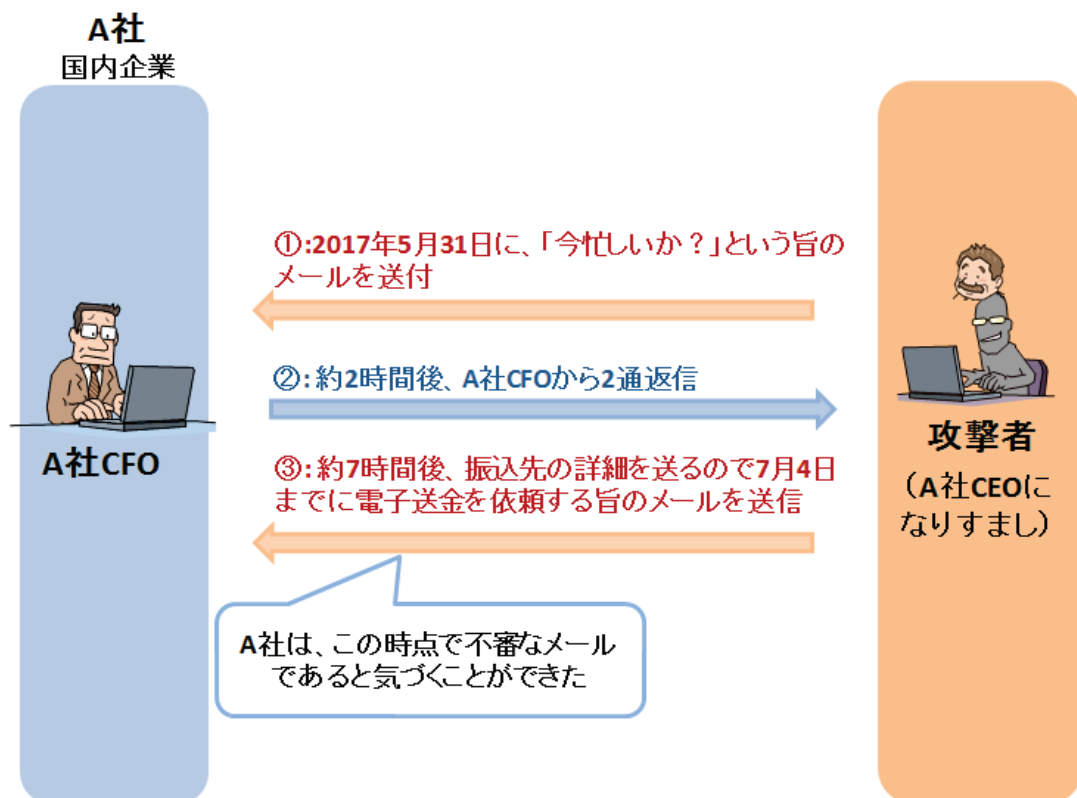 A社
国内企業
①:2017年5月31日に、「今忙しいか？」という旨の
メールを送付
②：約2時間後、A社CFOから2通返信
A社CFO
攻撃者
（A社CEOに
なりすまし）
③：約7時間後、振込先の詳細を送るので7月4日
までに電子送金を依頼する旨のメールを送信
A社は、この時点で不審なメール
であると気づくことができた